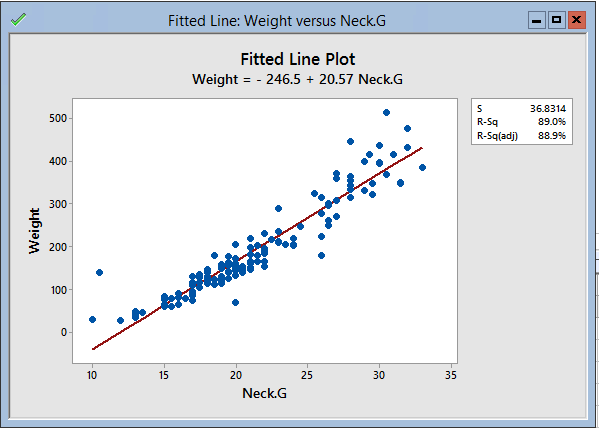 Fitted Line: Weight versus Neck.G
Fitted Line Plot
Weight = - 246.5 + 20.57 Neck.G
S 36.8314
R-Sq 89.0%
R-Sq(adj) 88.9%
500
400
300
200
100
0
Weight
10 15 20 25 30 35
Neck.G